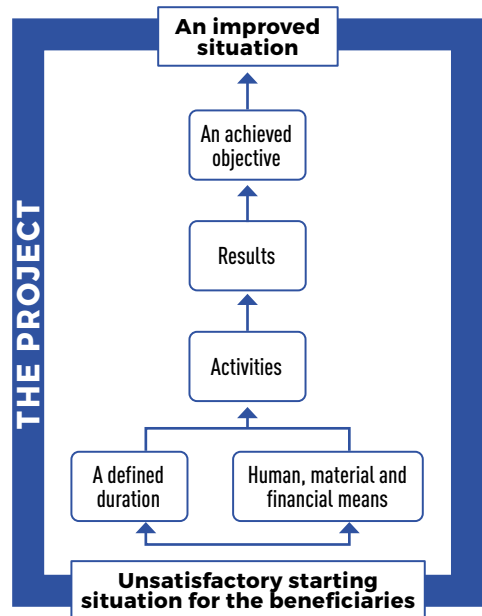 An improved
situation
An achieved
objective
THE PROJECT
Results
Activities
A defined
duration
Human, material and
financial means
Unsatisfactory starting
situation for the beneficiaries